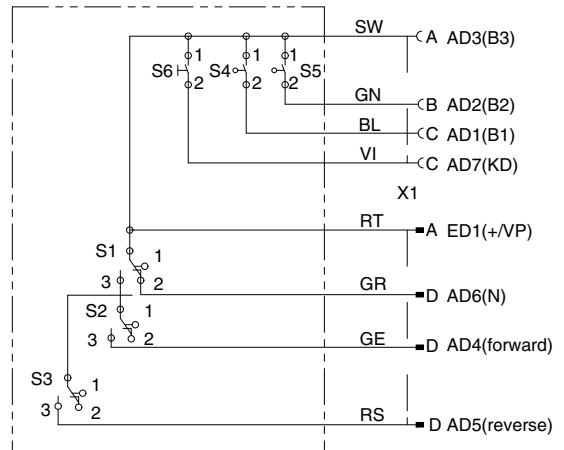 SW A AD3(B3)
1 1 1
S6 S4 S5
2 2 2
GN B AD2(B2)
BL C AD1(B1)
VI C AD7(KD)
X1
RT A ED1(+/VP)
S1 1
3 2 GR D AD6(N)
S2 1
3 2 GE D AD4(forward)
S3 1
3 2
RS D AD5(reverse)